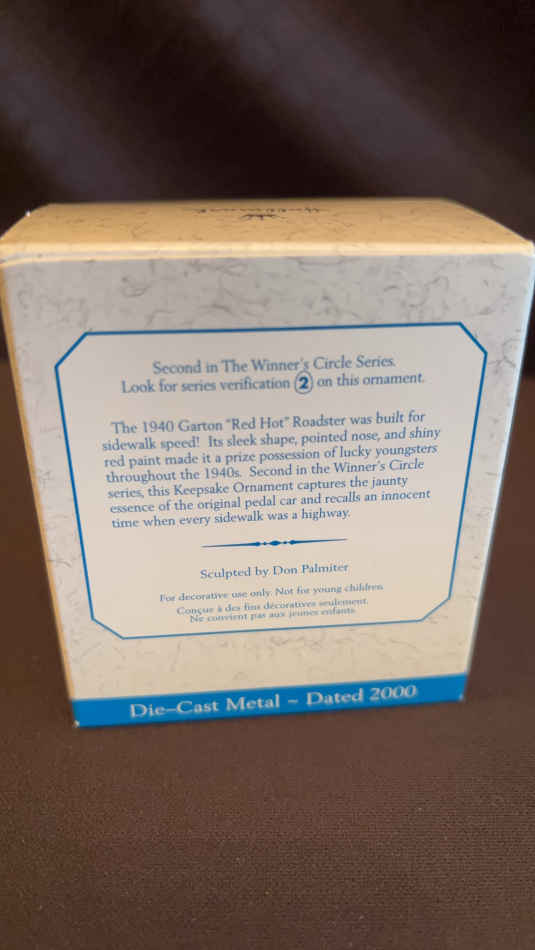 Second in The Winner's Circle Series.
Look for series verification 2 on this ornament.
The 1940 Garton "Red Hot" Roadster was built for
sidewalk speed! Its sleek shape, pointed nose, and shiny
red paint made it a prize possession of lucky youngsters
throughout the 1940s. Second in the Winner's Circle
series, this Keepsake Ornament captures the jaunty
essence of the original pedal car and recalls an innocent
time when every sidewalk was a highway.
Sculpted by Don Palmiter
For decorative use only. Not for young children.
Conçue à des fins décoratives seulement.
Ne convient pas aux jeunes enfants.
Die-Cast Metal ~ Dated 2000